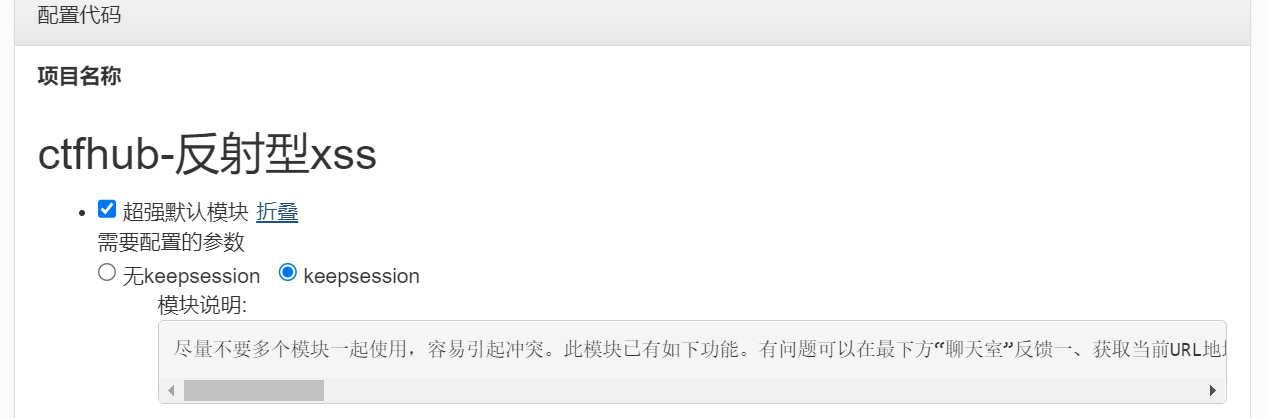 配置代码
项目名称
ctfhub-反射型xss
超强默认模块 折叠
需要配置的参数
无keepsession keepsession
模块说明:
尽量不要多个模块一起使用，容易引起冲突。此模块已有如下功能。有问题可以在最下方“聊天室”反馈一、获取当前URL地